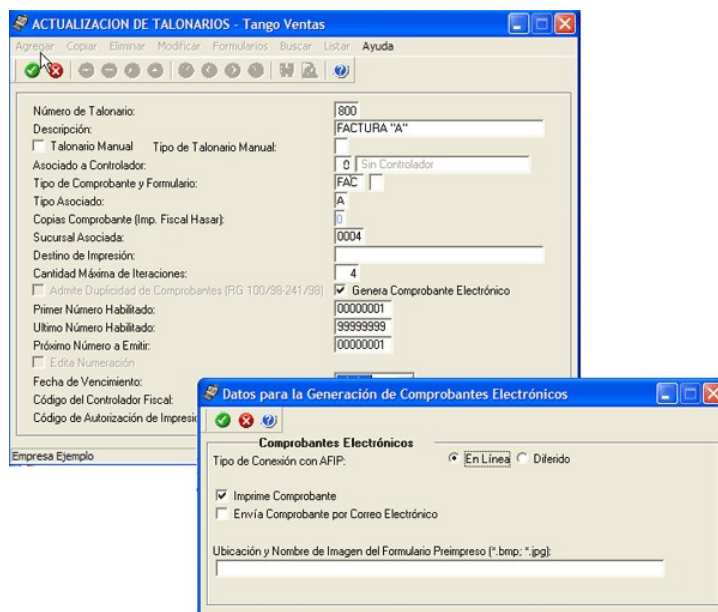 ACTUALIZACION DE TALONARIOS - Tango Ventas
Agregar Copiar Eliminar Modificar Formularios Buscar Listar Ayuda
Número de Talonario: 800
Descripción: FACTURA "A"
Talonario Manual Tipo de Talonario Manual:
Asociado a Controlador: 0 Sin Controlador
Tipo de Comprobante y Formulario: FAC
Tipo Asociado: A
Copias Comprobante (Imp. Fiscal Hasar): 0
Sucursal Asociada: 0004
Destino de Impresión:
Cantidad Máxima de Iteraciones: 4
Admite Duplicidad de Comprobantes (RG 100/98-241/98) Genera Comprobante Electrónico
Primer Número Habilitado: 00000001
Ultimo Número Habilitado: 99999999
Próximo Número a Emitir: 00000001
Edita Numeración
Fecha de Vencimiento:
Código del Controlador Fiscal:
Código de Autorización de Impresió
Empresa Ejemplo
Datos para la Generación de Comprobantes Electrónicos
Comprobantes Electrónicos
Tipo de Conexión con AFIP: En Línea Diferido
Imprime Comprobante
Envía Comprobante por Correo Electrónico
Ubicación y Nombre de Imagen del Formulario Preimpreso (*.bmp; *.jpg):